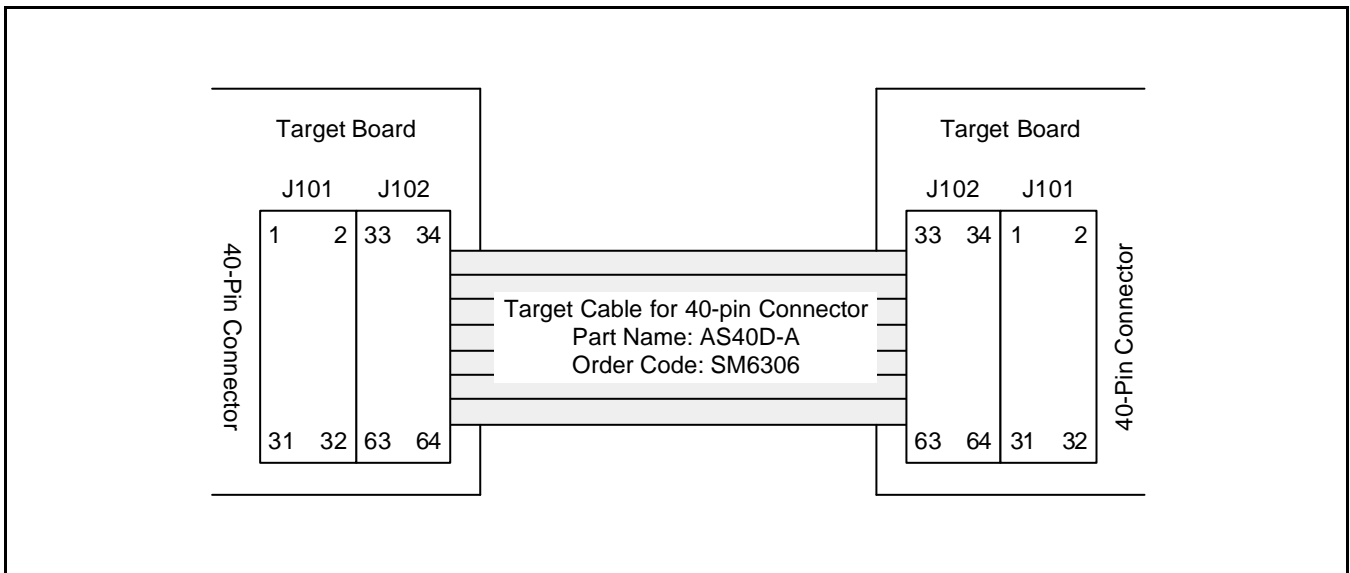 Target Board
J101 J102
1 2 33 34
31 32 63 64
40-Pin Connector
Target Cable for 40-pin Connector
Part Name: AS40D-A
Order Code: SM6306
Target Board
J102 J101
33 34 1 2
63 64 31 32
40-Pin Connector